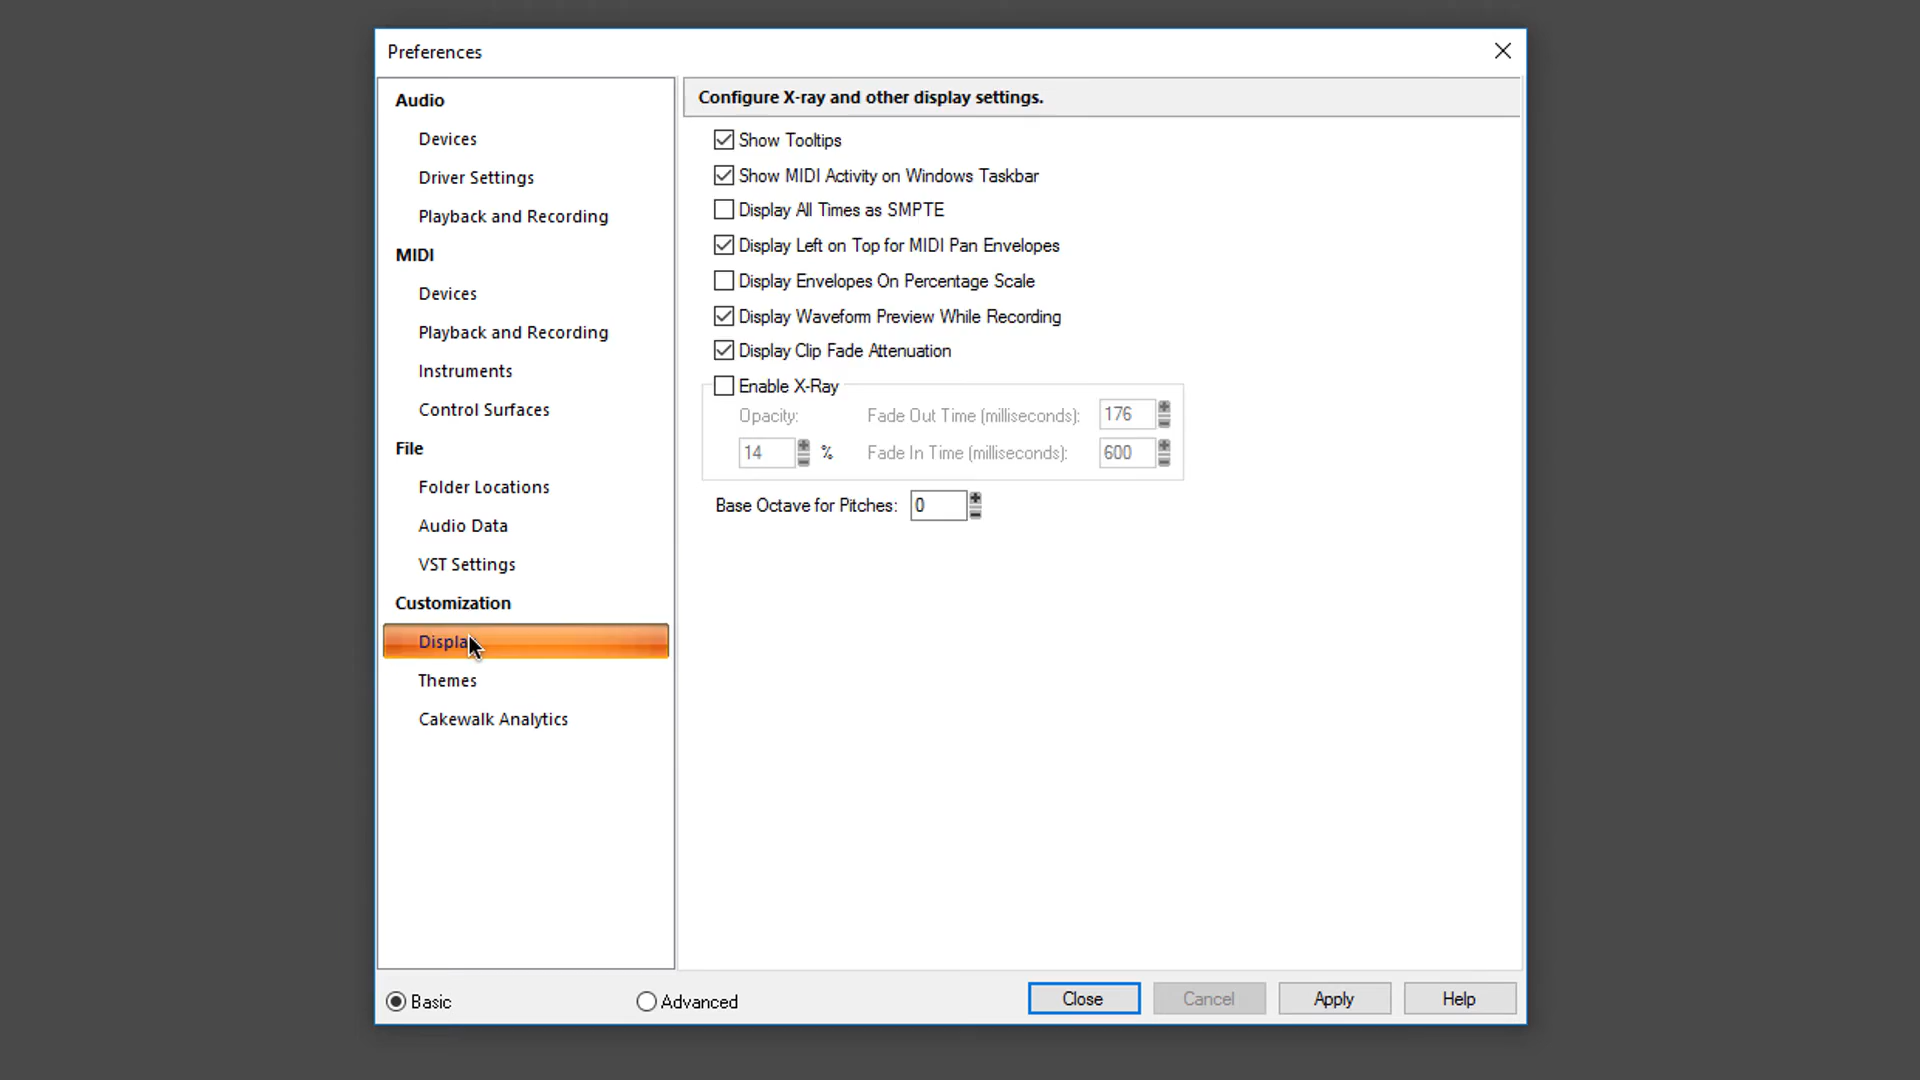 Preferences
Audio
Devices
Driver Settings
Playback and Recording
MIDI
Devices
Playback and Recording
Instruments
Control Surfaces
File
Folder Locations
Audio Data
VST Settings
Customization
Display
Themes
Cakewalk Analytics
Configure X-ray and other display settings.
Show Tooltips
Show MIDI Activity on Windows Taskbar
Display All Times as SMPTE
Display Left on Top for MIDI Pan Envelopes
Display Envelopes On Percentage Scale
Display Waveform Preview While Recording
Display Clip Fade Attenuation
Enable X-Ray
Opacity: Fade Out Time (milliseconds): 176
14 % Fade In Time (milliseconds): 600
Base Octave for Pitches: 0
Basic Advanced Close Cancel Apply Help